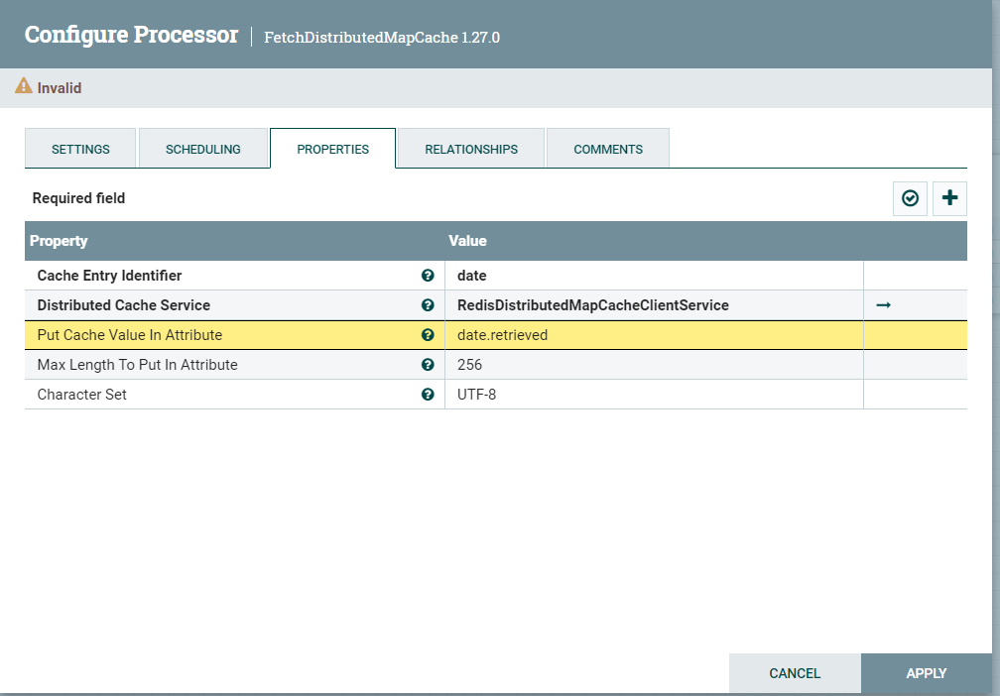 Configure Processor | FetchDistributedMapCache 1.27.0
Invalid
SETTINGS SCHEDULING PROPERTIES RELATIONSHIPS COMMENTS
Required field
Property Value
Cache Entry Identifier date
Distributed Cache Service RedisDistributedMapCacheClientService
Put Cache Value In Attribute date.retrieved
Max Length To Put In Attribute 256
Character Set UTF-8
CANCEL APPLY